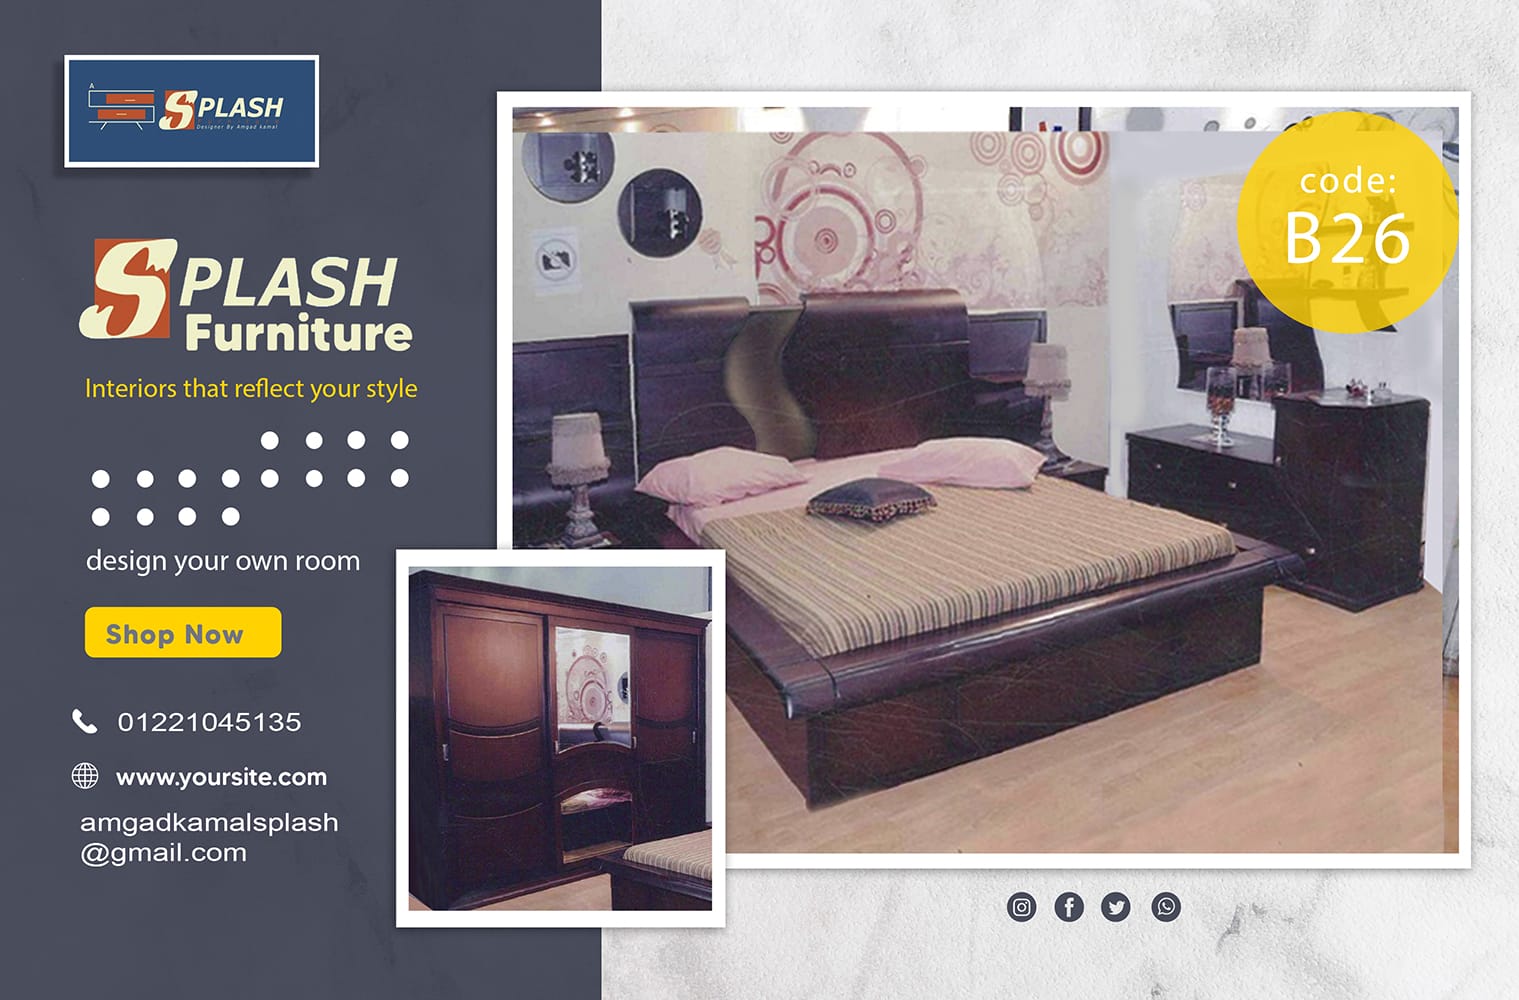 A
SPLASH
Designer By Amgad kamal
SPLASH
Furniture
Interiors that reflect your style
design your own room
Shop Now
01221045135
www.yoursite.com
amgadkamalsplash
@gmail.com
code:
B26